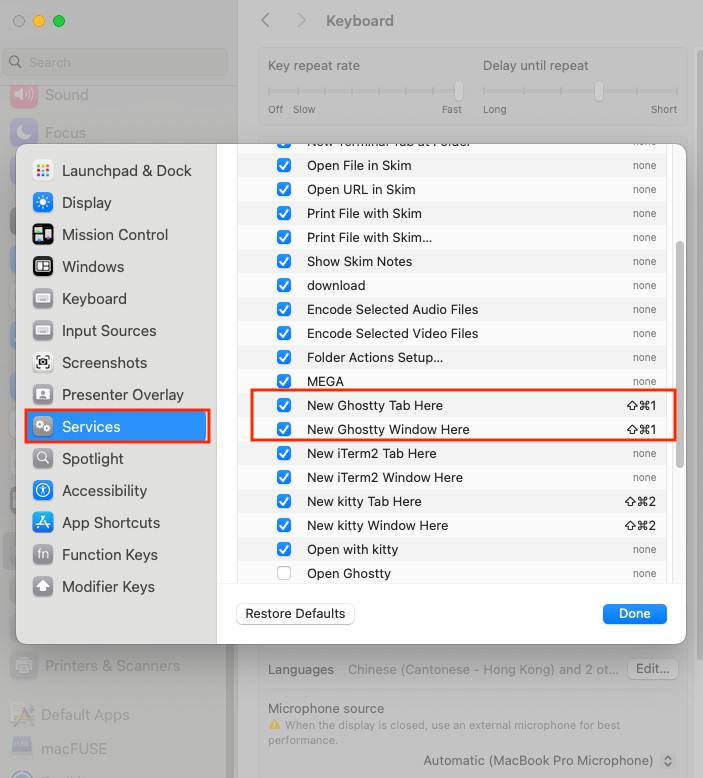 Keyboard
Search
Key repeat rate
Delay until repeat
Off Slow
Fast
Long
Short
Sound
Focus
New Terminal Tab at Folder
Launchpad & Dock
Display
Mission Control
Windows
Keyboard
Input Sources
Screenshots
Presenter Overlay
Services
Spotlight
Accessibility
App Shortcuts
Function Keys
fn
Modifier Keys
Open File in Skim none
Open URL in Skim none
Print File with Skim none
Print File with Skim... none
Show Skim Notes none
download none
Encode Selected Audio Files none
Encode Selected Video Files none
Folder Actions Setup... none
MEGA none
New Ghostty Tab Here ⇧⌘1
New Ghostty Window Here ⇧⌘1
New iTerm2 Tab Here none
New iTerm2 Window Here none
New kitty Tab Here ⇧⌘2
New kitty Window Here ⇧⌘2
Open with kitty none
Open Ghostty none
Restore Defaults
Done
Printers & Scanners
Default Apps
macFUSE
Languages Chinese (Cantonese - Hong Kong) and 2 ot... Edit...
Microphone source
When the display is closed, use an external microphone for best
performance.
Automatic (MacBook Pro Microphone)